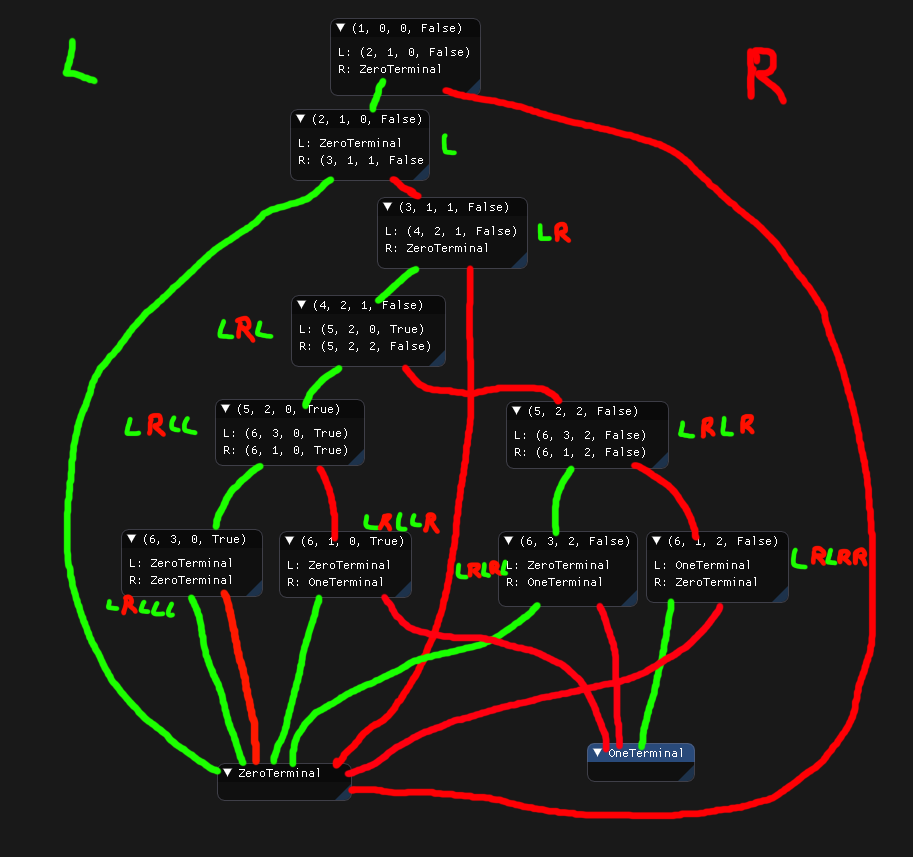 ▼ (1, 0, 0, False)
L
L: (2, 1, 0, False)
R: ZeroTerminal
R
▼ (2, 1, 0, False)
L: ZeroTerminal
R: (3, 1, 1, False
L
▼ (3, 1, 1, False)
L: (4, 2, 1, False)
R: ZeroTerminal
LR
▼ (4, 2, 1, False)
L: (5, 2, 0, True)
R: (5, 2, 2, False)
LRL
▼ (5, 2, 0, True)
L: (6, 3, 0, True)
R: (6, 1, 0, True)
LRLL
▼ (5, 2, 2, False)
L: (6, 3, 2, False)
R: (6, 1, 2, False)
LRLR
▼ (6, 3, 0, True)
L: ZeroTerminal
R: ZeroTerminal
LRLLL
LRLLR
▼ (6, 1, 0, True)
L: ZeroTerminal
R: OneTerminal
▼ (6, 3, 2, False)
L: ZeroTerminal
R: OneTerminal
LRLRL
▼ (6, 1, 2, False)
L: OneTerminal
R: ZeroTerminal
LRLRR
▼ ZeroTerminal
▼ OneTerminal